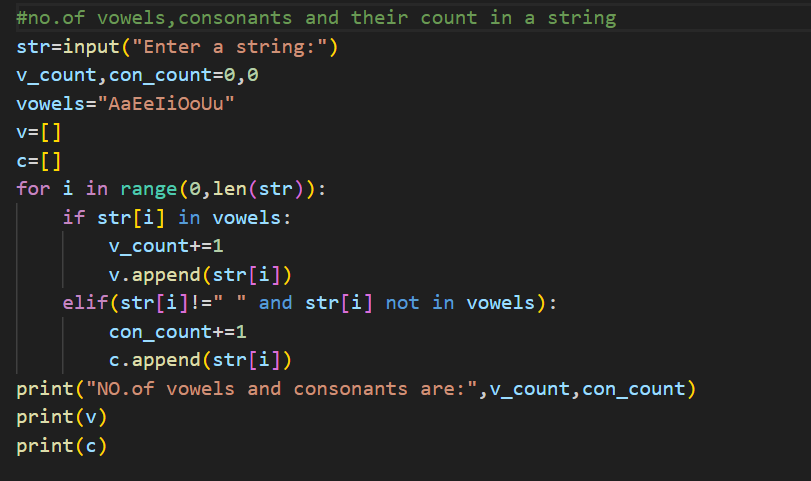 #no.of vowels,consonants and their count in a string
str=input("Enter a string:")
v_count,con_count=0,0
vowels="AaEeIiOoUu"
v=[]
c=[]
for i in range(0,len(str)):
    if str[i] in vowels:
        v_count+=1
        v.append(str[i])
    elif(str[i]!=" " and str[i] not in vowels):
        con_count+=1
        c.append(str[i])
print("NO.of vowels and consonants are:",v_count,con_count)
print(v)
print(c)